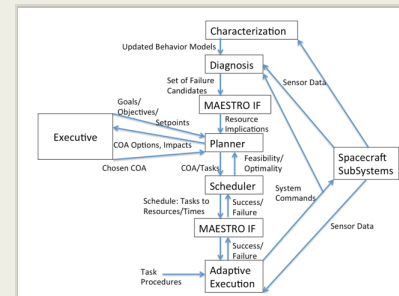 Characterization
Updated Behavior Models
Diagnosis
Set of Failure
Candidates
Sensor Data
MAESTRO IF
Goals/
Objectives/
Setpoints
Resource
Implications
Executive
Planner
COA Options, Impacts
Feasibility/
Optimality
Spacecraft
SubSystems
Chosen COA
COA/Tasks
Scheduler
System
Commands
Schedule: Tasks to
Resources/Times
Success/
Failure
MAESTRO IF
Sensor Data
Success/
Failure
Task
Procedures
Adaptive
Execution